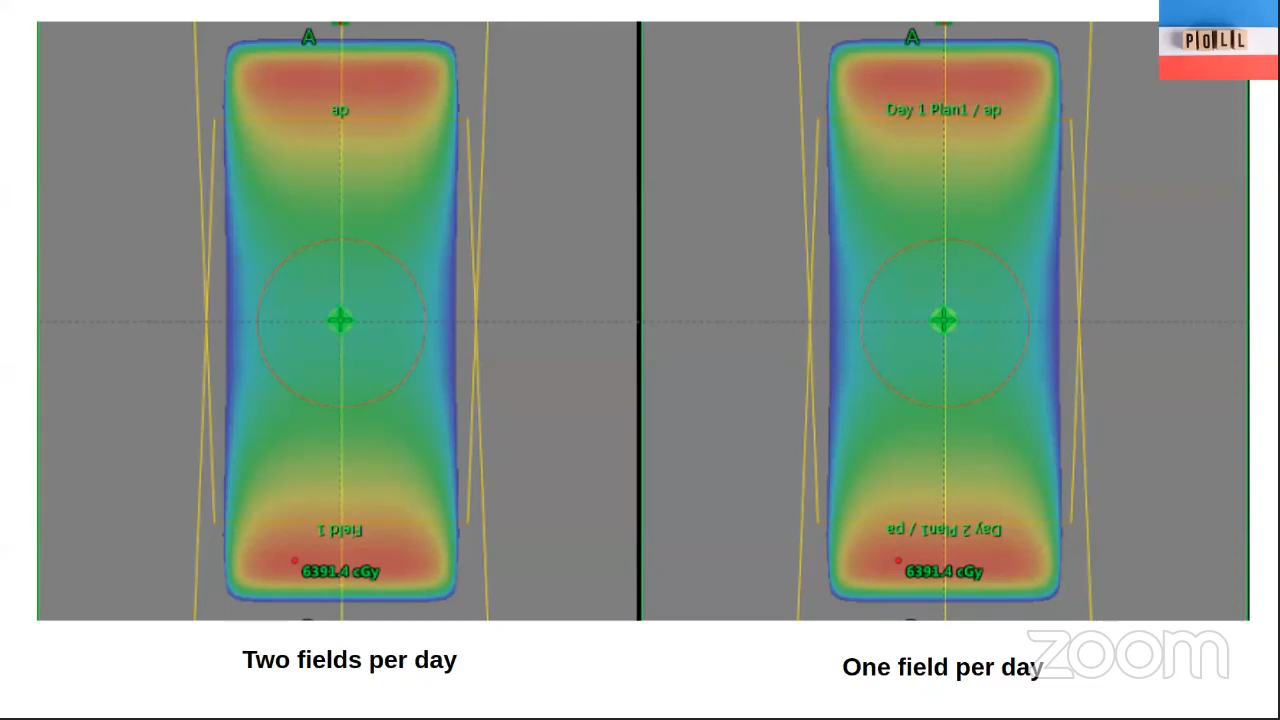 POLL
A
A
ap
Day 1 Plan1 / ap
Field 1
Day 2 Plan1 / pa
6391.4 cGy
6391.4 cGy
Two fields per day
One field per day
zoom